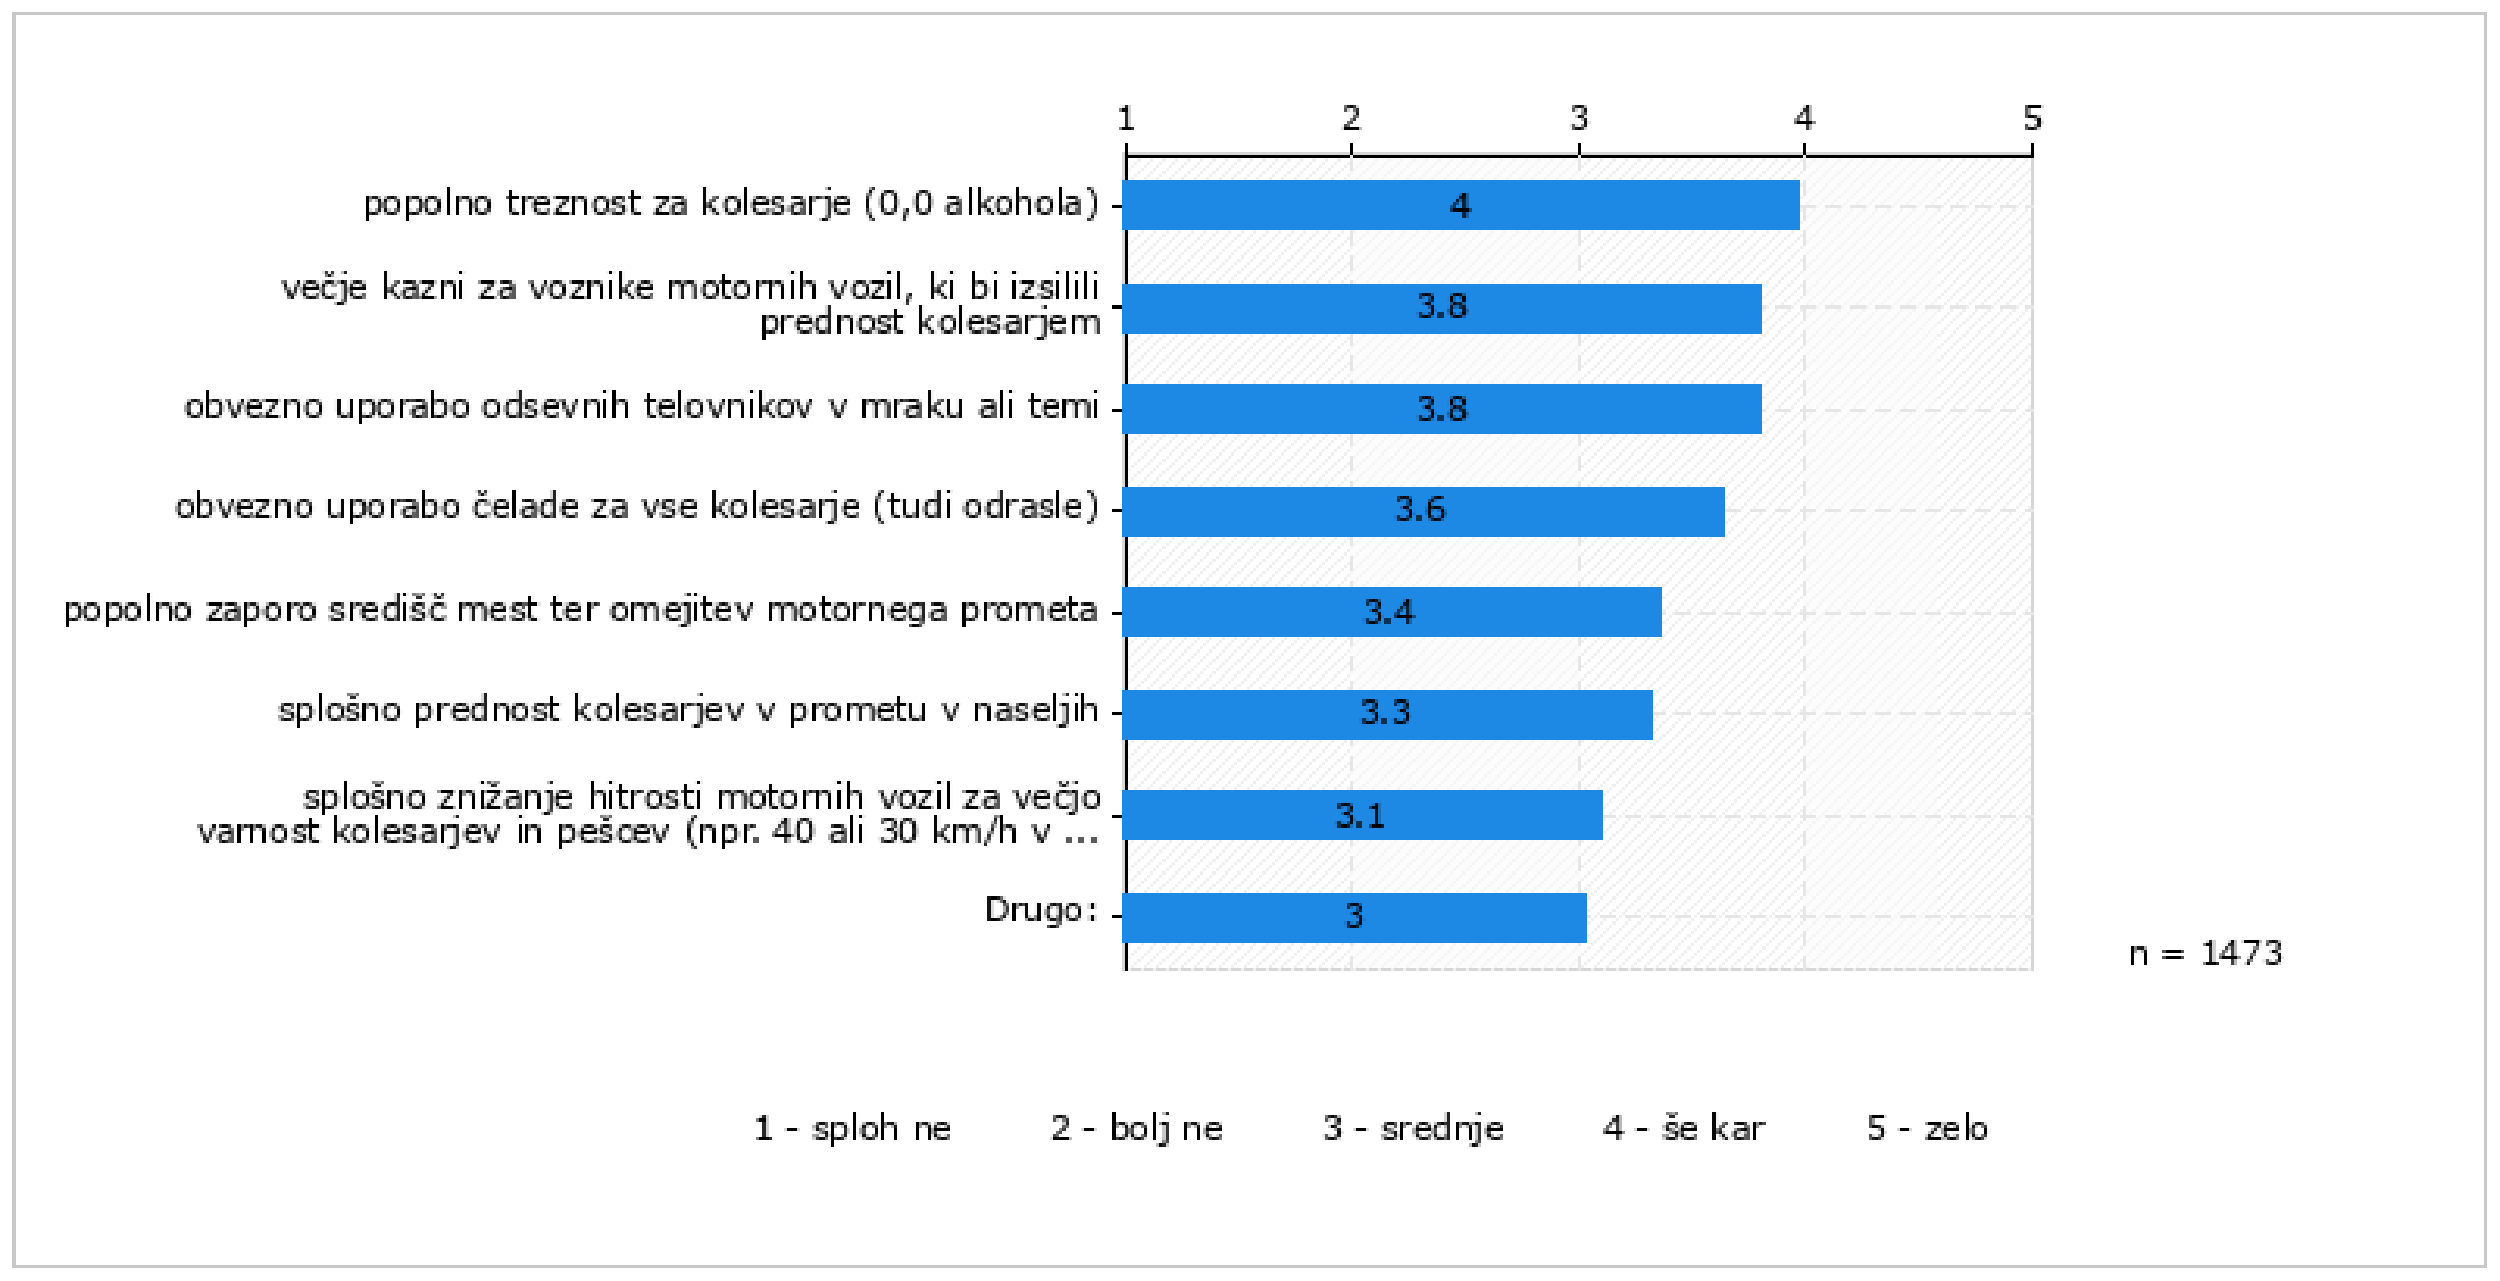 1 2 3 4 5
popolno treznost za kolesarje (0,0 alkohola) 4
večje kazni za voznike motornih vozil, ki bi izsilili
prednost kolesarjem 3.8
obvezno uporabo odsevnih telovnikov v mraku ali temi 3.8
obvezno uporabo čelade za vse kolesarje (tudi odrasle) 3.6
popolno zaporo središč mest ter omejitev motornega prometa 3.4
splošno prednost kolesarjev v prometu v naseljih 3.3
splošno znižanje hitrosti motornih vozil za večjo
varnost kolesarjev in pešcev (npr. 40 ali 30 km/h v ... 3.1
Drugo: 3
n = 1473
1 - sploh ne 2 - bolj ne 3 - srednje 4 - še kar 5 - zelo